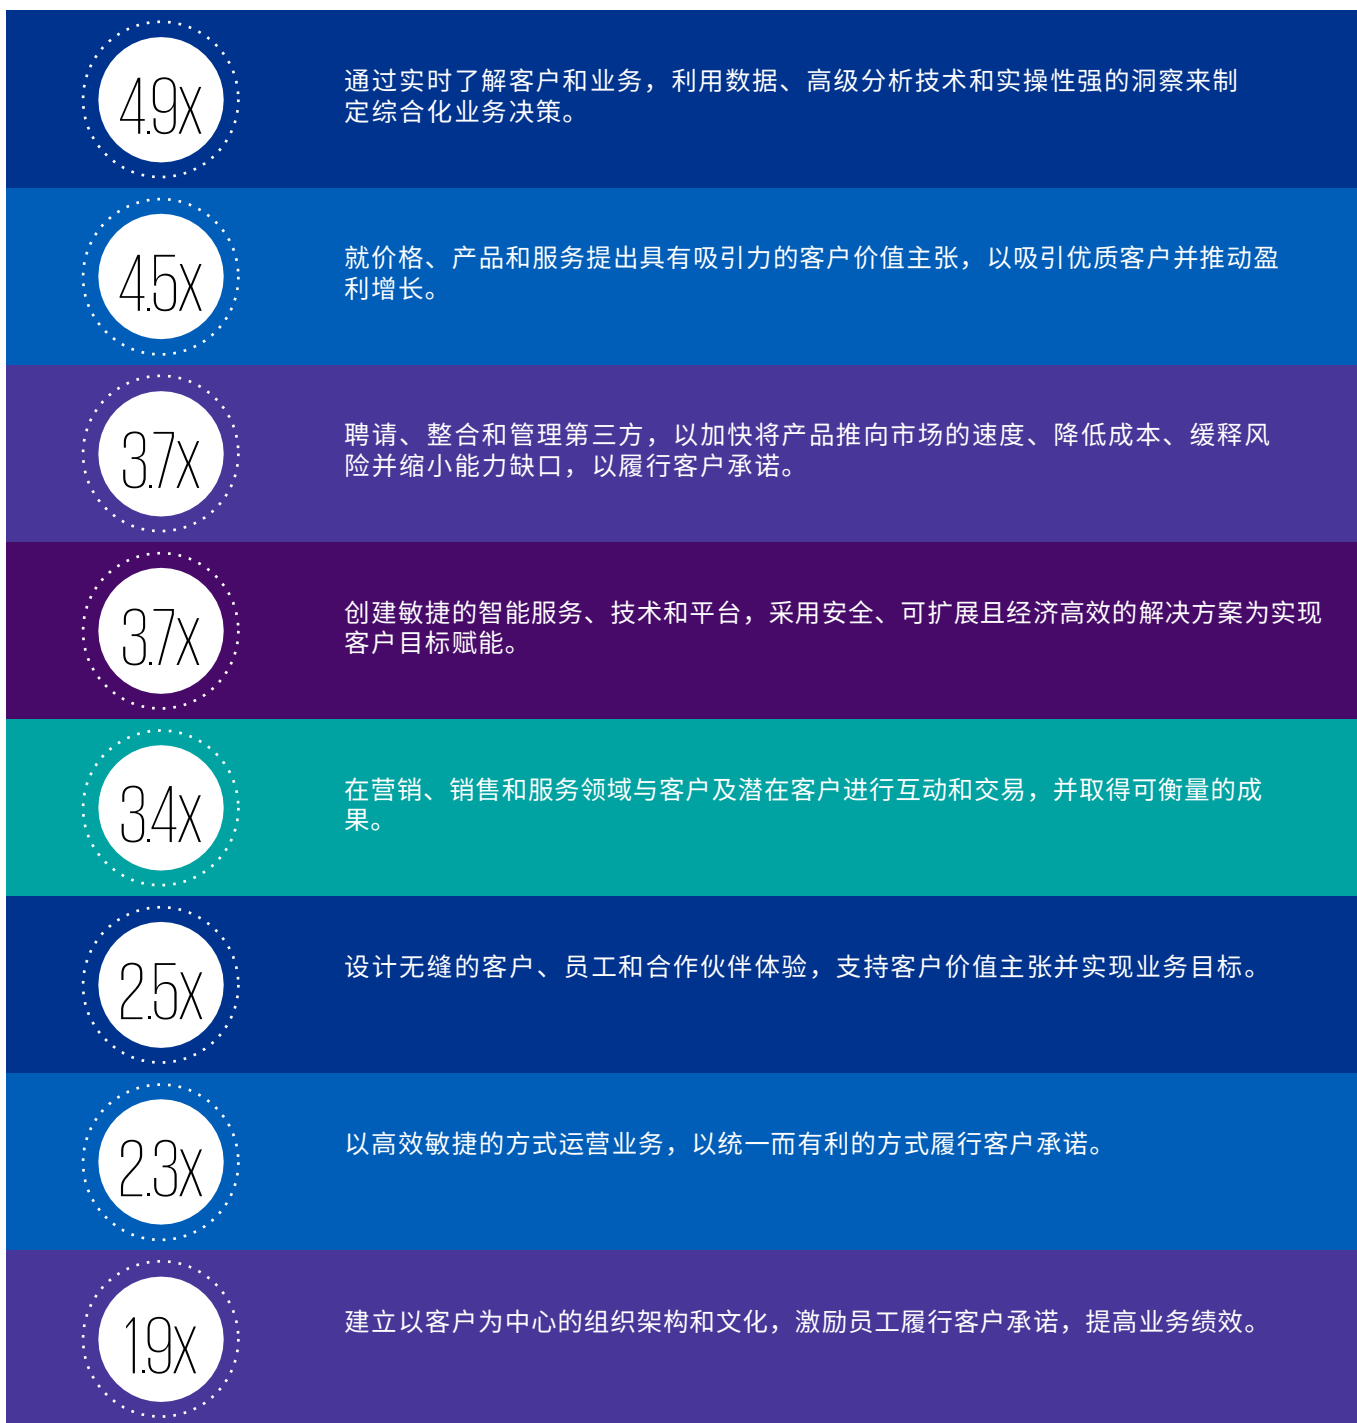 4.9x
通过实时了解客户和业务，利用数据、高级分析技术和实操性强的洞察来制
定综合化业务决策。
4.5x
就价格、产品和服务提出具有吸引力的客户价值主张，以吸引优质客户并推动盈
利增长。
3.7x
聘请、整合和管理第三方，以加快将产品推向市场的速度、降低成本、缓释风
险并缩小能力缺口，以履行客户承诺。
3.7x
创建敏捷的智能服务、技术和平台，采用安全、可扩展且经济高效的解决方案为实现
客户目标赋能。
3.4x
在营销、销售和服务领域与客户及潜在客户进行互动和交易，并取得可衡量的成
果。
2.5x
设计无缝的客户、员工和合作伙伴体验，支持客户价值主张并实现业务目标。
2.3x
以高效敏捷的方式运营业务，以统一而有利的方式履行客户承诺。
1.9x
建立以客户为中心的组织架构和文化，激励员工履行客户承诺，提高业务绩效。